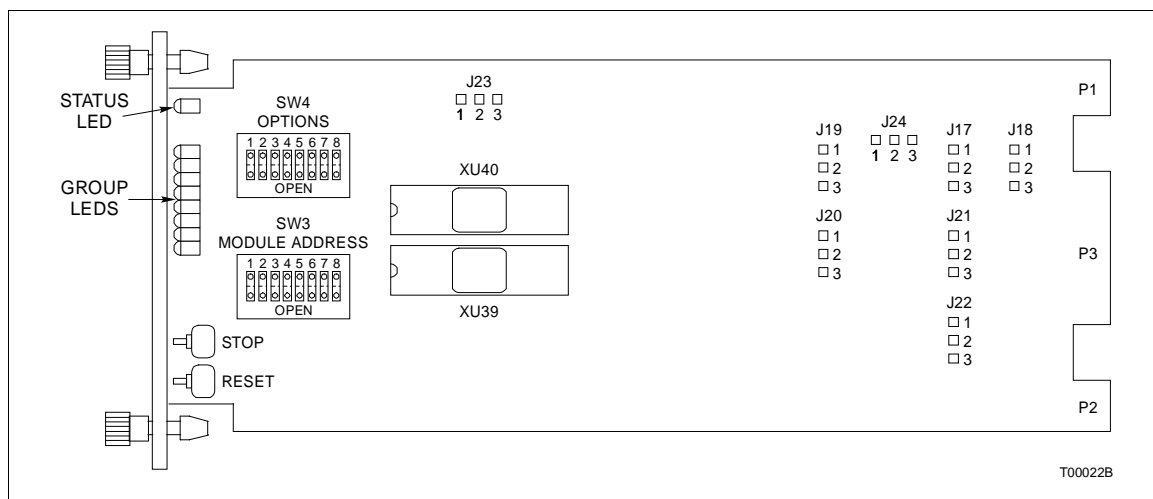 J23
1 2 3
P1
STATUS
LED
SW4
OPTIONS
1 2 3 4 5 6 7 8
OPEN
J19
1
2
3
J24
1 2 3
J17
1
2
3
J18
1
2
3
XU40
GROUP
LEDS
SW3
MODULE ADDRESS
1 2 3 4 5 6 7 8
OPEN
J20
1
2
3
J21
1
2
3
P3
XU39
J22
1
2
3
STOP
RESET
P2
T00022B